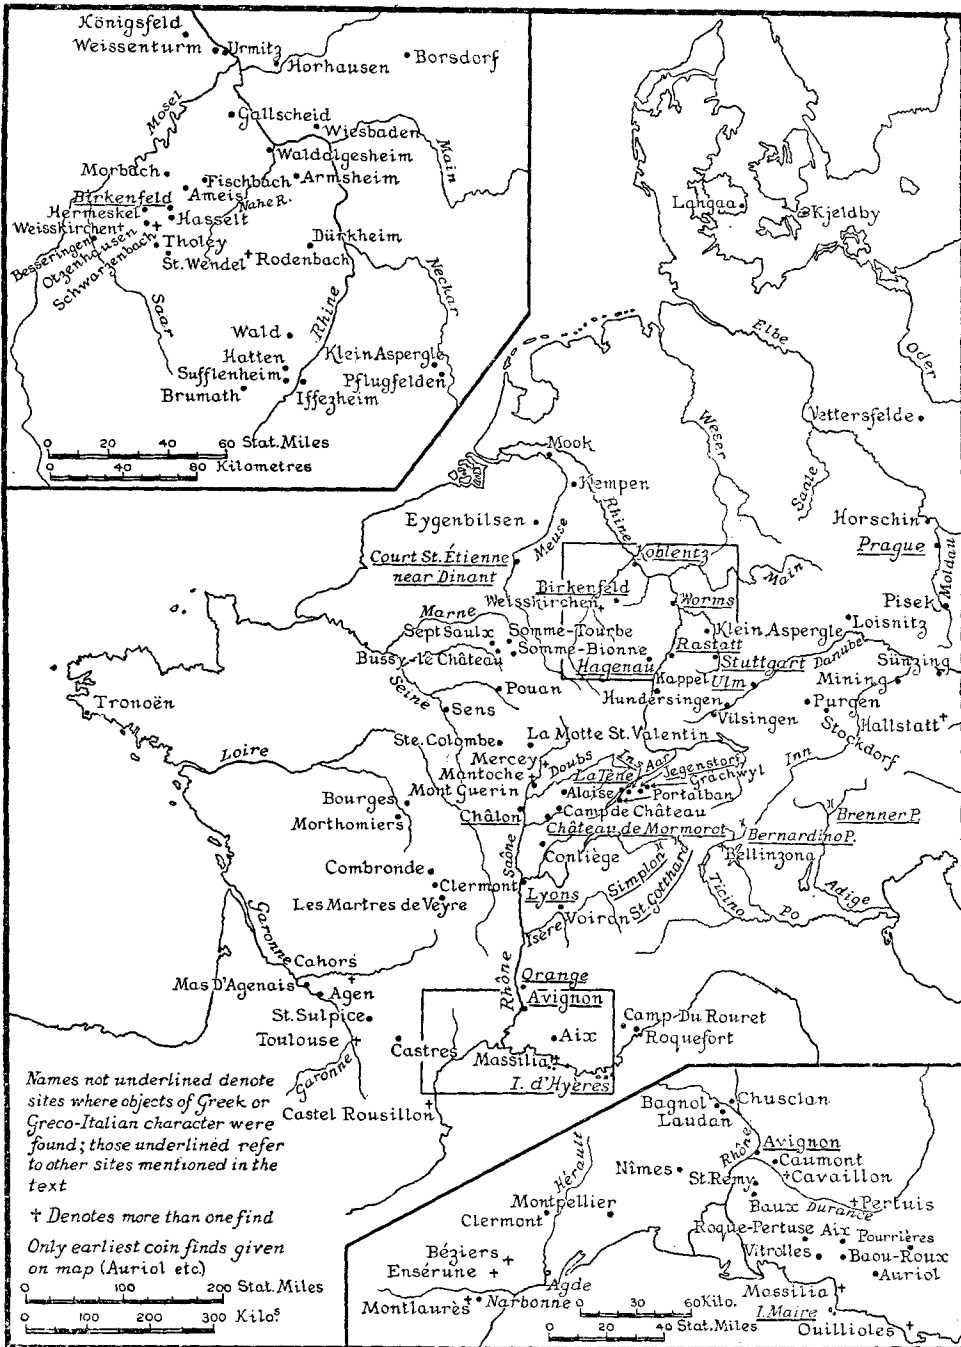 Königsfeld
Weissenturm
Urmitz
Horhausen
Borsdorf
Mosel
Gallscheid
Wiesbaden
Main
Waldalgesheim
Morbach
Fischbach
Armsheim
Birkenfeld
Ameis
Nahe R.
Hermeskel
Hasselt
Weisskirchen
Besseringen
Otzenhausen
Schwarzenbach
Tholey
St. Wendel
Rodenbach
Dürkheim
Neckar
Saar
Rhine
Wald
Hatten
Klein Aspergle
Sufflenheim
Pflugfelden
Brumath
Iffezheim
0 20 40 60 Stat. Miles
0 40 80 Kilometres
Langaa
Kjeldby
Elbe
Oder
Vettersfelde
Weser
Saale
Mook
Kempen
Rhine
Horschin
Eygenbilsen
Meuse
Prague
Court St. Étienne
near Dinant
Koblentz
Main
Moldau
Birkenfeld
Weisskirchen
Worms
Pisek
Marne
Loisnitz
Sept Saulx
Somme-Tourbe
Klein Aspergle
Bussy-le Château
Somme-Bionne
Rastatt
Hagenau
Stuttgart
Danube
Sünzing
Seine
Pouan
Kappel
Ulm
Mining
Tronoën
Sens
Hundersingen
Purgen
Vilsingen
Stockdorf
Hallstatt
Ste. Colombe
La Motte St. Valentin
Loire
Mercey
Doubs
Ins
Aar
Jegenstorf
Inn
Mantoche
La Tène
Grächwyl
Mont Guerin
Alaise
Portalban
Bourges
Châlon
Camp de Château
Brenner P.
Morthomiers
Château de Mormorot
Bernardino P.
Saône
Contiège
Bellinzona
Combronde
Simplon
St. Gotthard
Clermont
Lyons
Ticino
Adige
Les Martres de Veyre
Isère
Voiron
Po
Garonne
Cahors
Rhône
Mas D'Agenais
Agen
Orange
Avignon
St. Sulpice
Camp-Du Rouret
Toulouse
Castres
Aix
Roquefort
Massilia
Garonne
I. d'Hyères
Castel Rousillon
Names not underlined denote
sites where objects of Greek or
Greco-Italian character were
found; those underlined refer
to other sites mentioned in the
text
† Denotes more than one find
Only earliest coin finds given
on map (Auriol etc.)
0 100 200 Stat. Miles
0 100 200 300 Kilos.
Bagnol
Chusclan
Laudan
Rhône
Avignon
Hérault
Caumont
Nîmes
St. Rémy
Cavaillon
Montpellier
Baux
Durance
Pertuis
Clermont
Roque-Pertuse
Aix
Pourrières
Béziers
Vitrolles
Baou-Roux
Ensérune
Auriol
Agde
Massilia
Montlaurès
Narbonne
0 30 60 Kilo.
I. Maire
0 20 40 Stat. Miles
Ouillioles